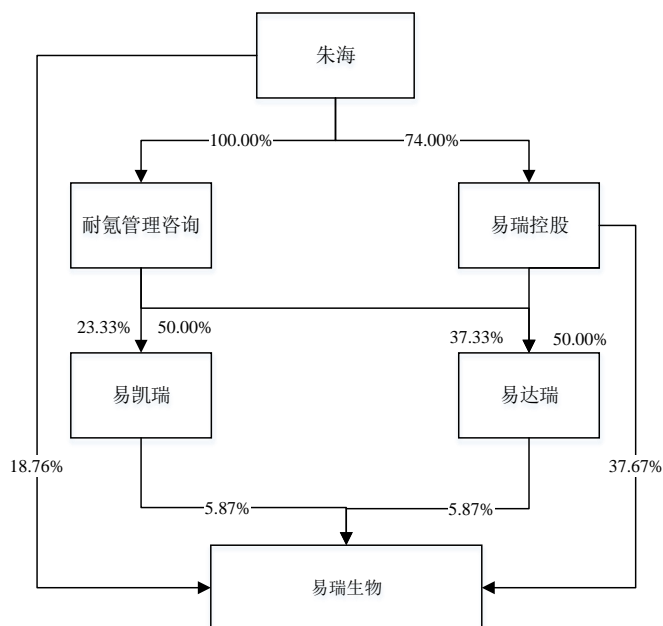 朱海
100.00%
74.00%
耐氪管理咨询
易瑞控股
23.33%
50.00%
37.33%
50.00%
易凯瑞
易达瑞
18.76%
37.67%
5.87%
5.87%
易瑞生物